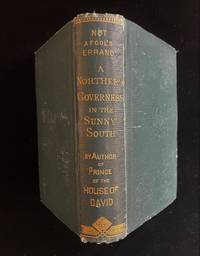 NOT
A FOOL'S
ERRAND
A
NORTHERN
GOVERNESS
IN THE
SUNNY
SOUTH
BY AUTHOR
OF
PRINCE
OF THE
HOUSE OF
DAVID